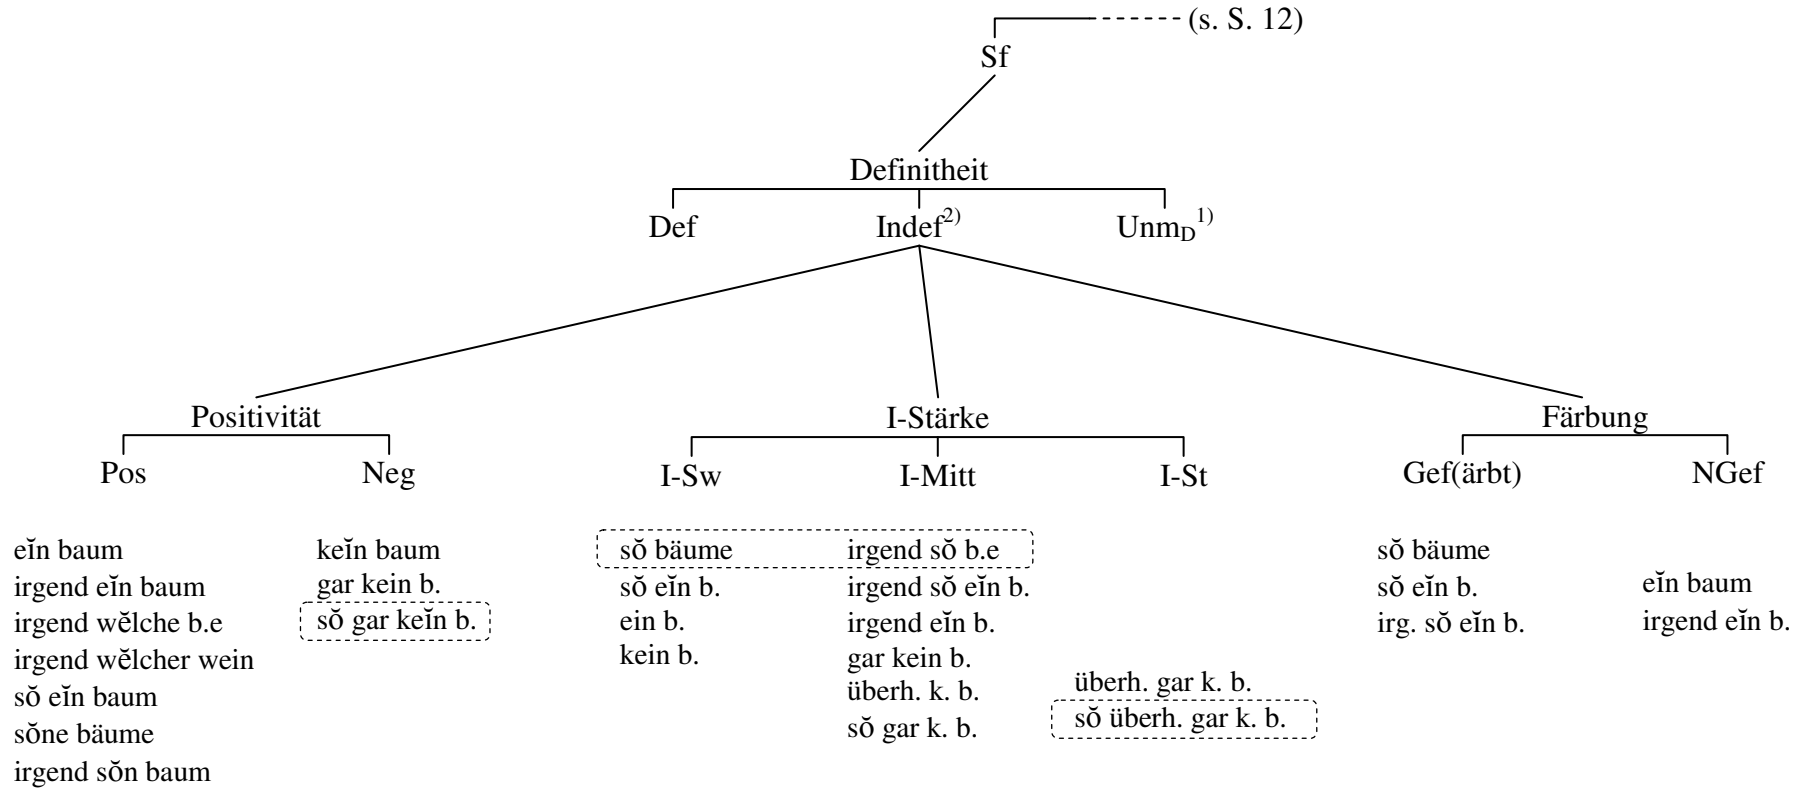 (s. S. 12)
Sf
Definitheit
Def Indef2) UnmD1)
Positivität I-Stärke Färbung
Pos Neg I-Sw I-Mitt I-St Gef(ärbt) NGef
eĭn baum
irgend eĭn baum
irgend wĕlche b.e
irgend wĕlcher wein
sŏ eĭn baum
sŏne bäume
irgend sŏn baum
keĭn baum
gar kein b.
sŏ gar keĭn b.
sŏ bäume
sŏ eĭn b.
ein b.
kein b.
irgend sŏ b.e
irgend sŏ eĭn b.
irgend eĭn b.
gar kein b.
überh. k. b.
sŏ gar k. b.
überh. gar k. b.
sŏ überh. gar k. b.
sŏ bäume
sŏ eĭn b.
irg. sŏ eĭn b.
eĭn baum
irgend eĭn b.